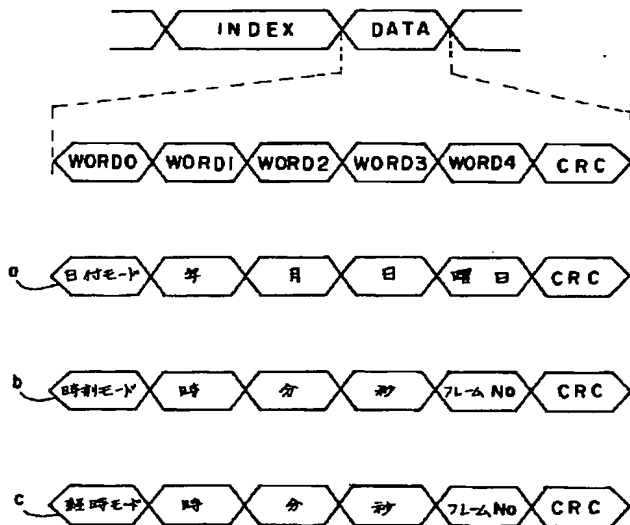 INDEX DATA
WORD0 WORD1 WORD2 WORD3 WORD4 CRC
a 日付モード 年 月 日 曜日 CRC
b 時刻モード 時 分 秒 フレームNO CRC
c 経時モード 時 分 秒 フレームNO CRC